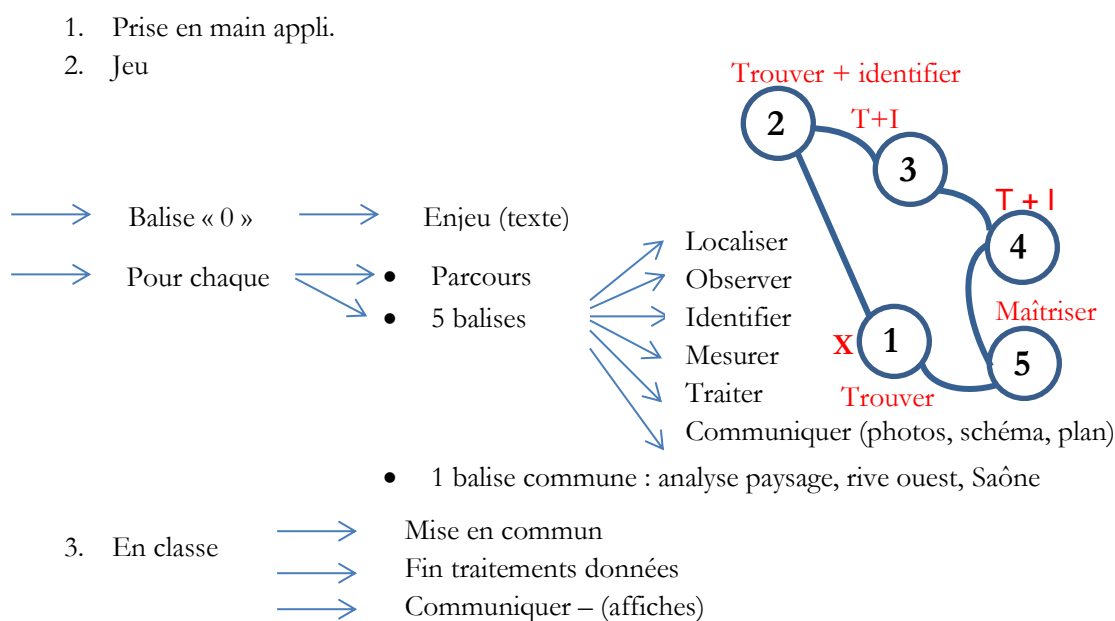 1. Prise en main appli.
2. Jeu
Trouver + identifier
2
T+I
3
T + I
4
Balise « 0 »
Enjeu (texte)
Pour chaque
• Parcours
• 5 balises
Localiser
Observer
Identifier
Mesurer
Traiter
Communiquer (photos, schéma, plan)
Maîtriser
5
X
1
Trouver
• 1 balise commune : analyse paysage, rive ouest, Saône
3. En classe
Mise en commun
Fin traitements données
Communiquer – (affiches)